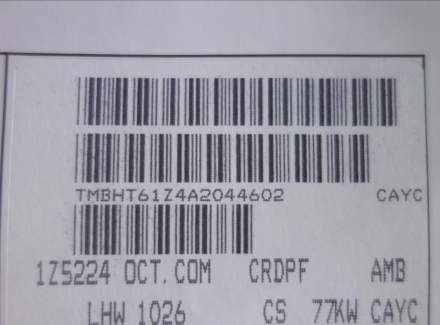 TMBHT61Z4A2044602 CAYC
1Z5224 OCT.COM CRDPF AMB
LHW 1026 CS 77KW CAYC